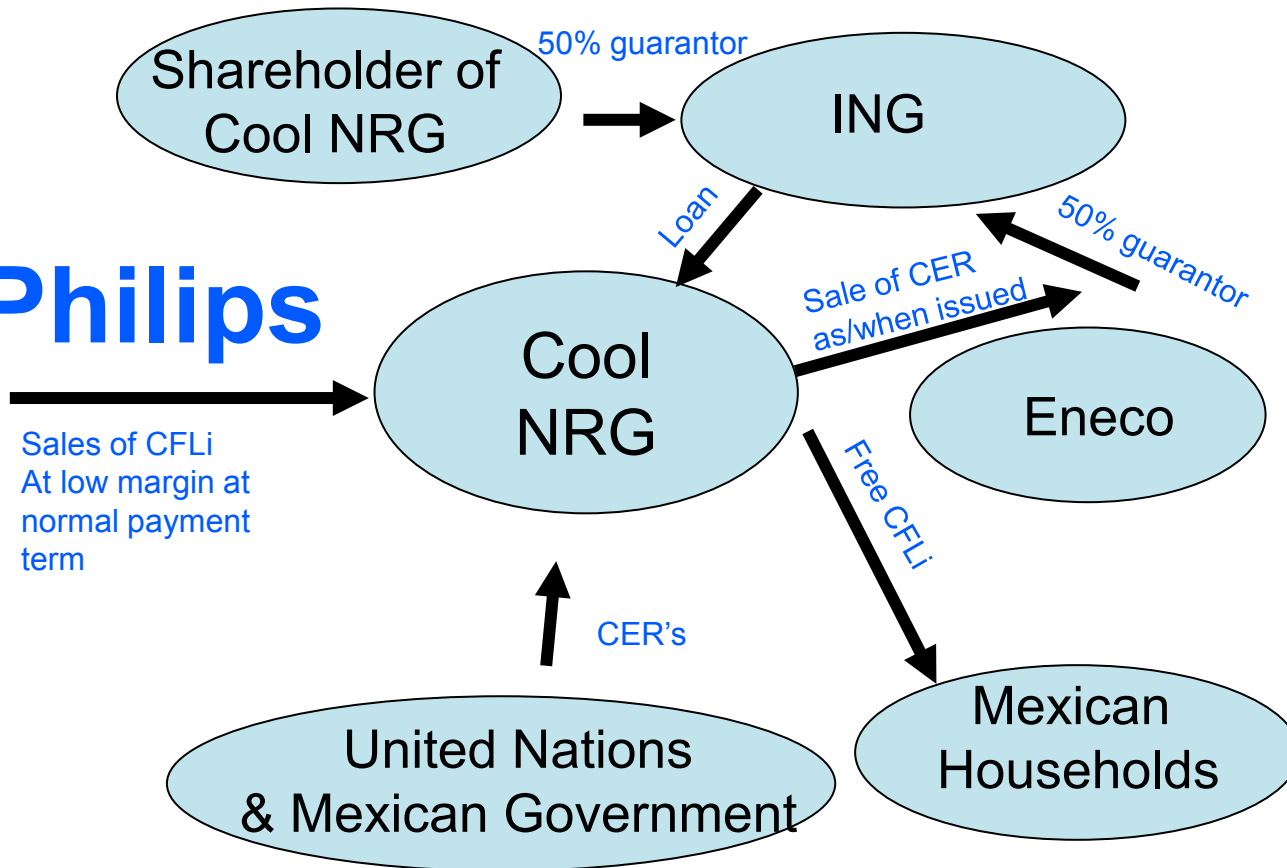 50% guarantor
Shareholder of
Cool NRG
ING
Loan
50% guarantor
Sale of CER
as/when issued
Philips
Cool
NRG
Eneco
Sales of CFLi
At low margin at
normal payment
term
Free CFLi
CER's
United Nations
& Mexican Government
Mexican
Households